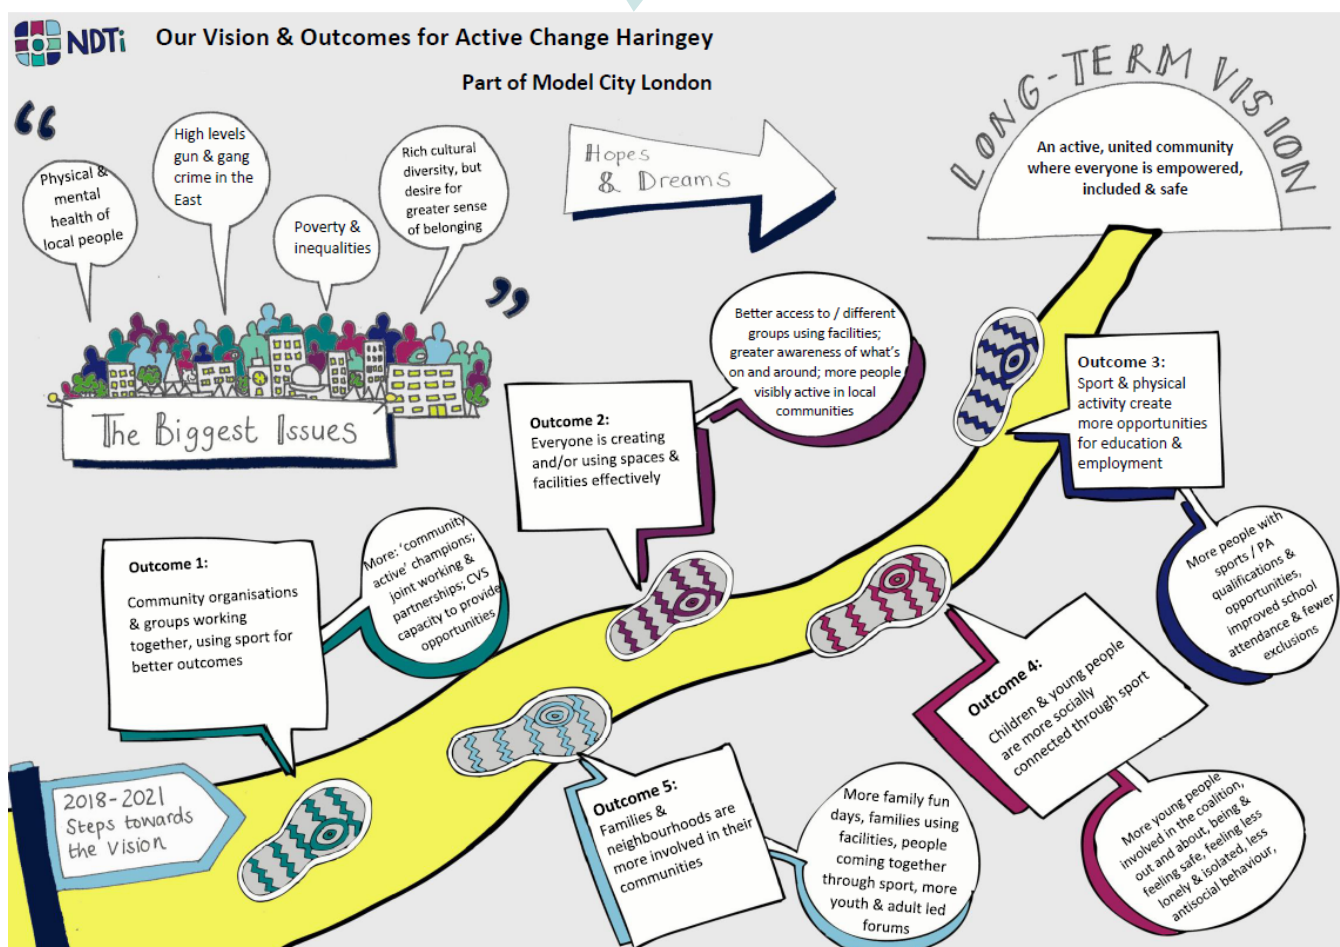 NDTi
Our Vision & Outcomes for Active Change Haringey
Part of Model City London
“
Physical &
mental
health of
local people
High levels
gun & gang
crime in the
East
Poverty &
inequalities
Rich cultural
diversity, but
desire for
greater sense
of belonging
”
The Biggest Issues
Hopes
& Dreams
LONG-TERM VISION
An active, united community
where everyone is empowered,
included & safe
Outcome 1:
Community organisations
& groups working
together, using sport for
better outcomes
More: ‘community
active’ champions;
joint working &
partnerships; CVS
capacity to provide
opportunities
Outcome 2:
Everyone is creating
and/or using spaces &
facilities effectively
Better access to / different
groups using facilities;
greater awareness of what’s
on and around; more people
visibly active in local
communities
Outcome 3:
Sport & physical
activity create
more opportunities
for education &
employment
More people with
sports / PA
qualifications &
opportunities,
improved school
attendance & fewer
exclusions
Outcome 4:
Children & young people
are more socially
connected through sport
More young people
involved in the coalition,
out and about, being &
feeling safe, feeling less
lonely & isolated, less
antisocial behaviour,
Outcome 5:
Families &
neighbourhoods are
more involved in their
communities
More family fun
days, families using
facilities, people
coming together
through sport, more
youth & adult led
forums
2018-2021
Steps towards
the Vision